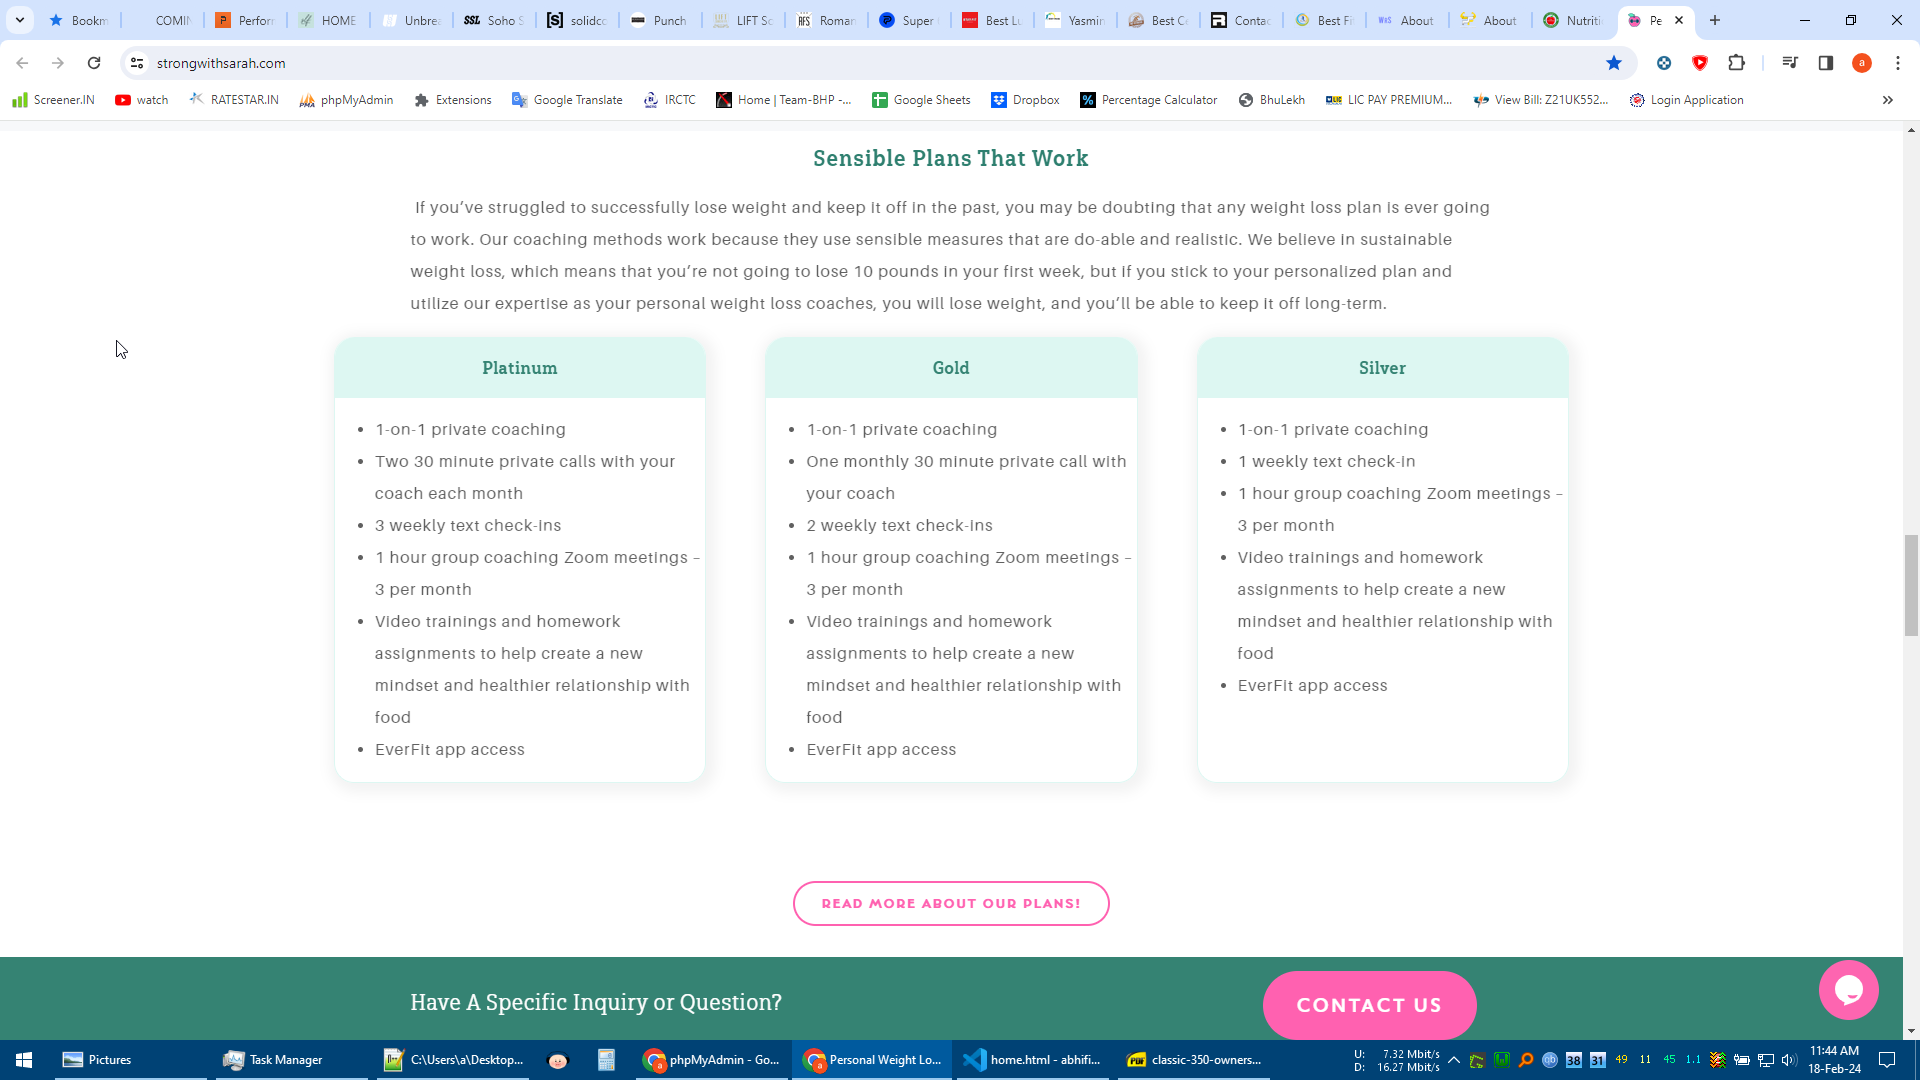 Bookm
COMIN
Perforn
HOME
Unbrea
Soho S
solidcc
Punch
LIFT Sc
Roman
Super
Best Lu
Yasmin
Best Ce
Contac
Best Fi
About
About
Nutriti
Pe
strongwithsarah.com
Screener.IN
watch
RATESTAR.IN
phpMyAdmin
Extensions
Google Translate
IRCTC
Home | Team-BHP -...
Google Sheets
Dropbox
Percentage Calculator
BhuLekh
LIC PAY PREMIUM...
View Bill: Z21UK552...
Login Application
Sensible Plans That Work
If you’ve struggled to successfully lose weight and keep it off in the past, you may be doubting that any weight loss plan is ever going
to work. Our coaching methods work because they use sensible measures that are do-able and realistic. We believe in sustainable
weight loss, which means that you’re not going to lose 10 pounds in your first week, but if you stick to your personalized plan and
utilize our expertise as your personal weight loss coaches, you will lose weight, and you’ll be able to keep it off long-term.
Platinum
• 1-on-1 private coaching
• Two 30 minute private calls with your
coach each month
• 3 weekly text check-ins
• 1 hour group coaching Zoom meetings –
3 per month
• Video trainings and homework
assignments to help create a new
mindset and healthier relationship with
food
• EverFit app access
Gold
• 1-on-1 private coaching
• One monthly 30 minute private call with
your coach
• 2 weekly text check-ins
• 1 hour group coaching Zoom meetings –
3 per month
• Video trainings and homework
assignments to help create a new
mindset and healthier relationship with
food
• EverFit app access
Silver
• 1-on-1 private coaching
• 1 weekly text check-in
• 1 hour group coaching Zoom meetings –
3 per month
• Video trainings and homework
assignments to help create a new
mindset and healthier relationship with
food
• EverFit app access
READ MORE ABOUT OUR PLANS!
Have A Specific Inquiry or Question?
CONTACT US
Pictures
Task Manager
C:\Users\a\Desktop...
phpMyAdmin - Go...
Personal Weight Lo...
home.html - abhifi...
classic-350-owners...
U: 7.32 Mbit/s
D: 16.27 Mbit/s
38
31
49
11
45
1.1
11:44 AM
18-Feb-24